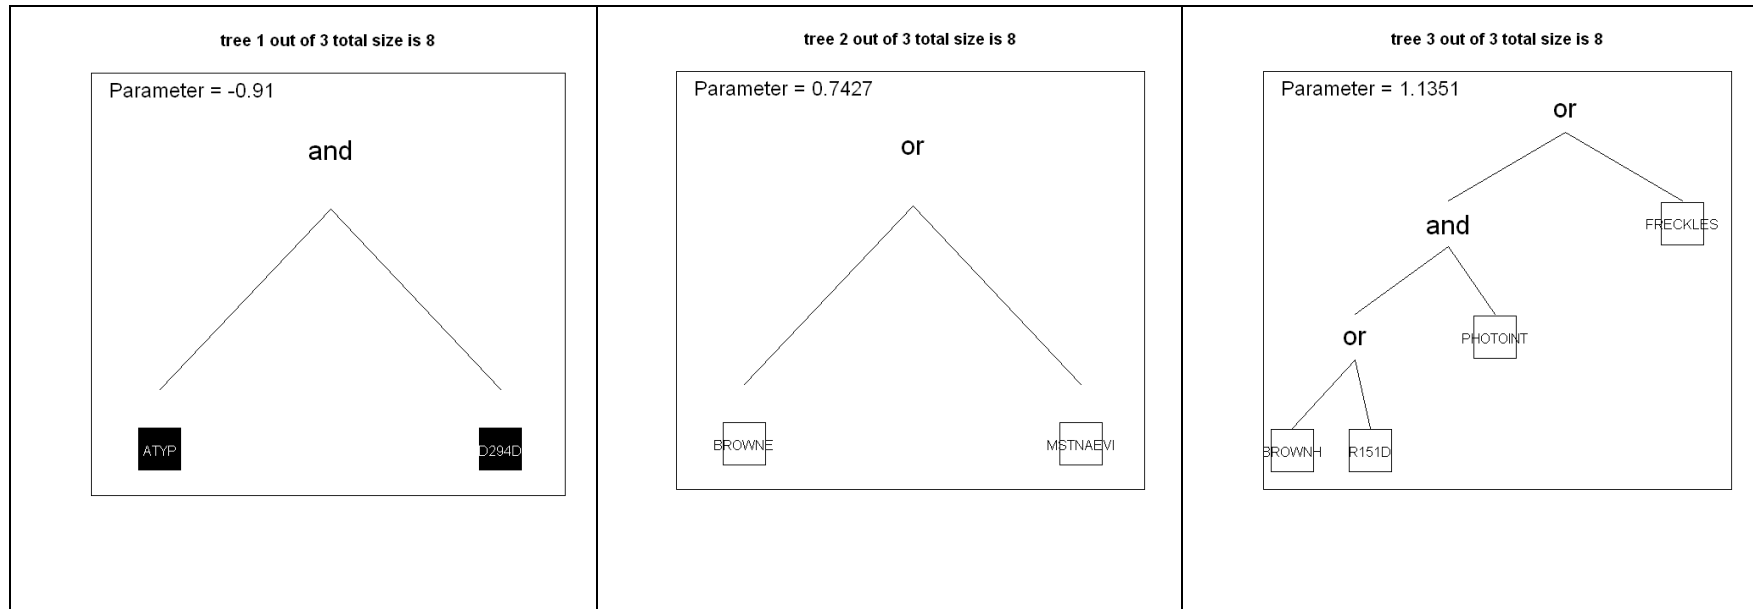 tree 1 out of 3 total size is 8
Parameter = -0.91
and
ATYP
D294D
tree 2 out of 3 total size is 8
Parameter = 0.7427
or
BROWNE
MSTNAEVI
tree 3 out of 3 total size is 8
Parameter = 1.1351
or
and
FRECKLES
or
PHOTOINT
BROWNH
R151D